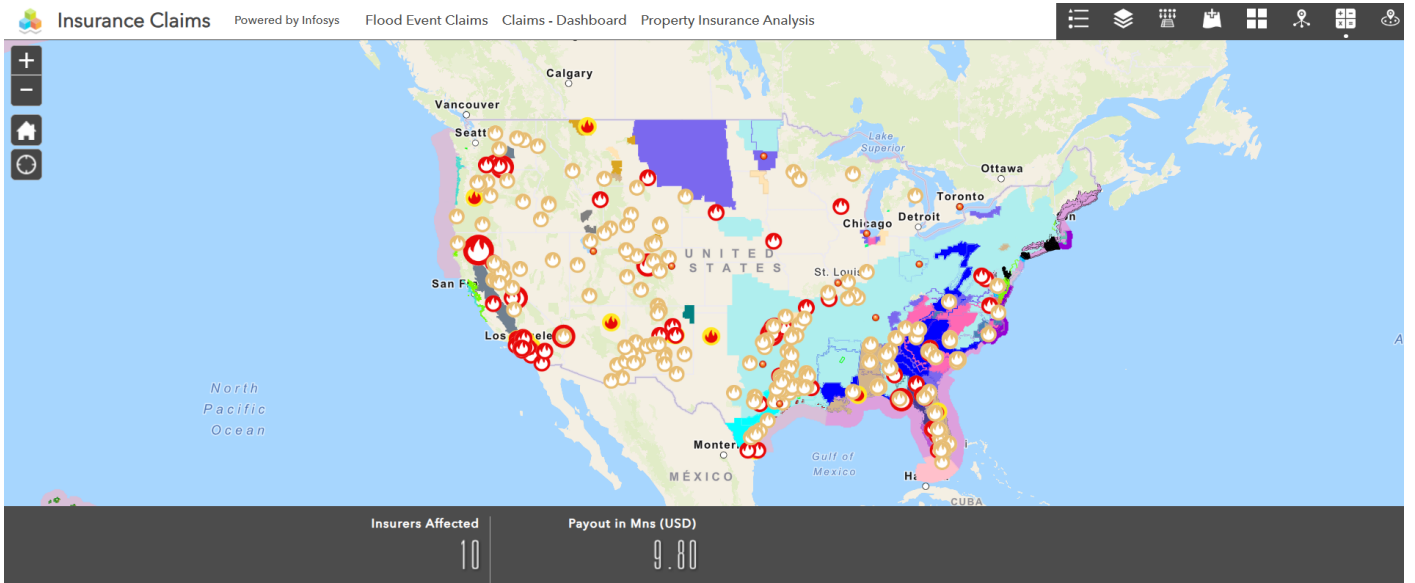 Insurance Claims Powered by Infosys Flood Event Claims Claims - Dashboard Property Insurance Analysis
+
−
Calgary
Vancouver
Seatt
Lake
Superior
Ottawa
Toronto
Detroit
Chicago
UNITED
STATES
St. Louis
San F
Los
North
Pacific
Ocean
Monter
MÉXICO
Gulf of
Mexico
Ha
CUBA
A
Insurers Affected Payout in Mns (USD)
10 9.80